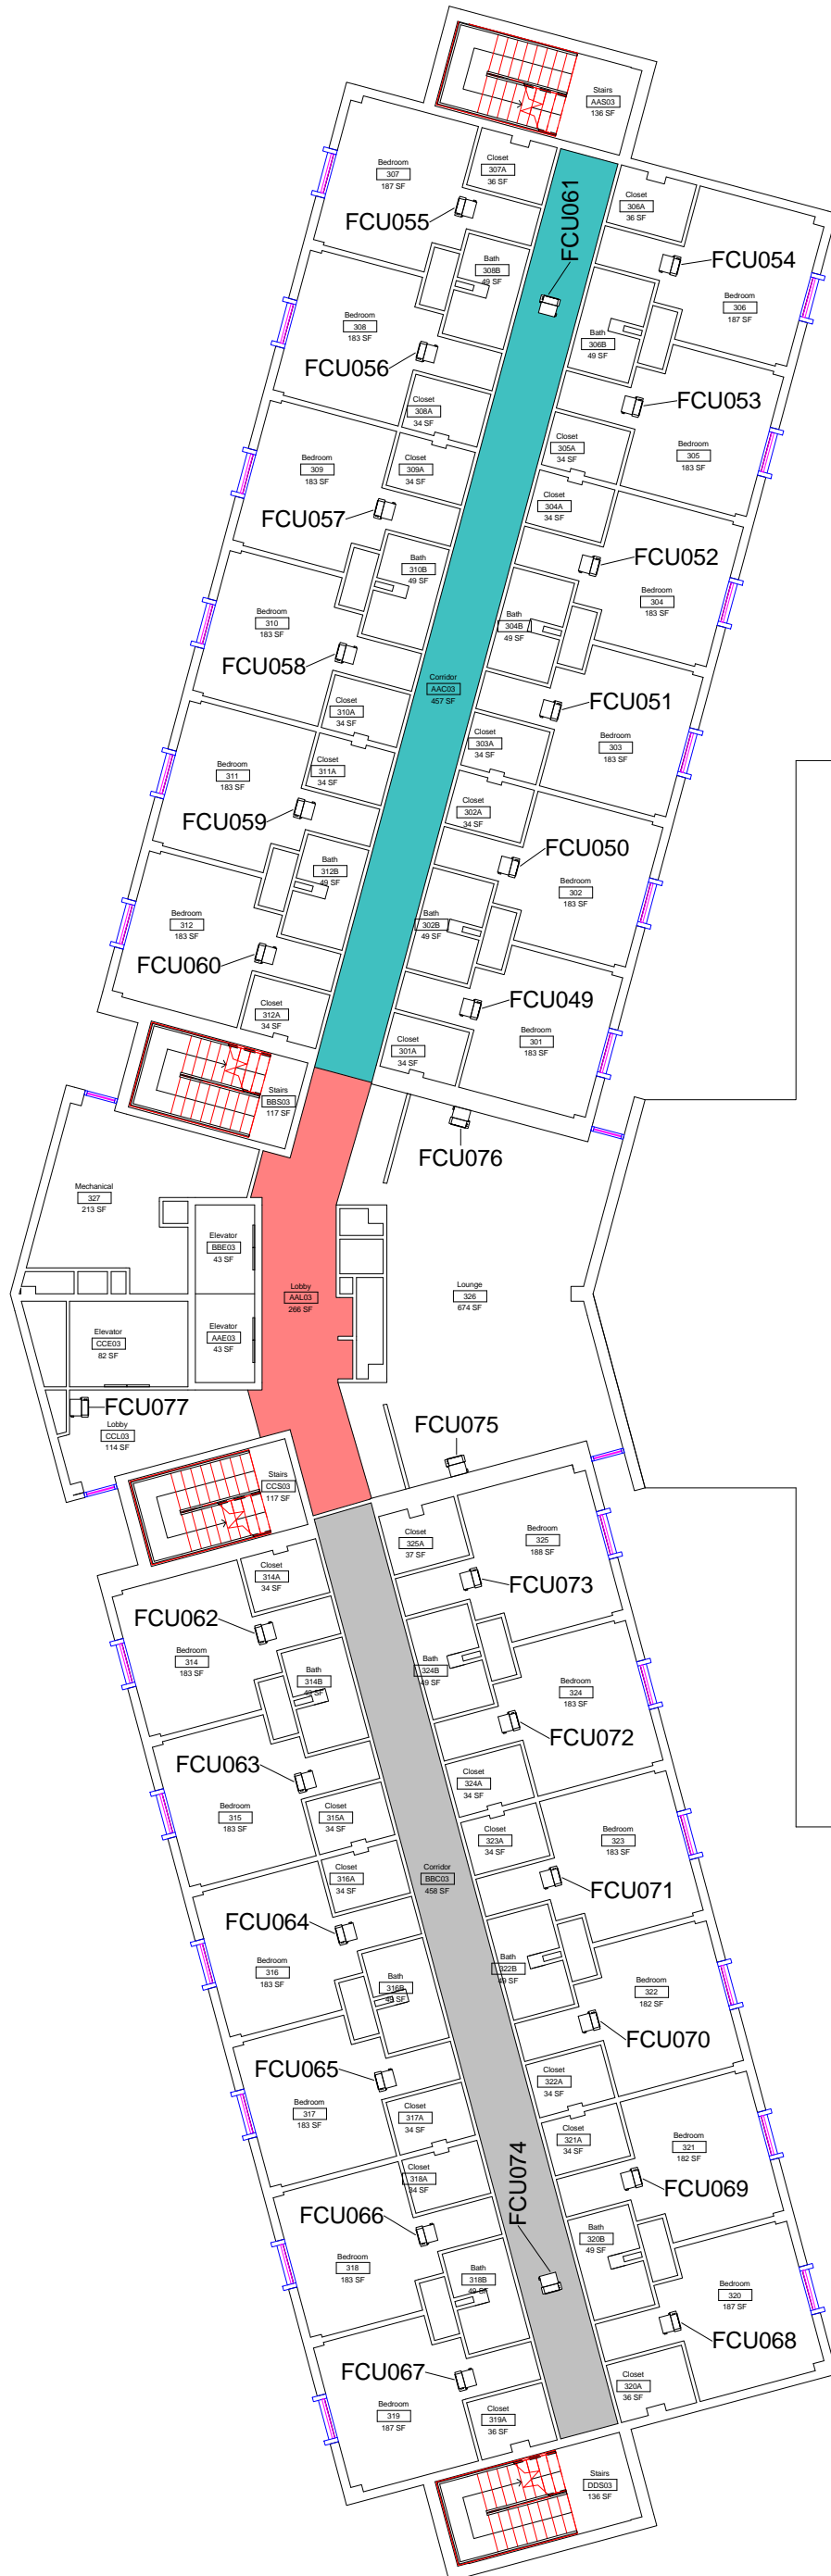 Stairs
AAS03
136 SF
Bedroom
307
187 SF
Closet
307A
36 SF
FCU055
FCU061
Closet
306A
36 SF
FCU054
Bedroom
306
187 SF
Bath
308B
49 SF
Bedroom
308
183 SF
FCU056
Bath
306B
49 SF
Closet
308A
34 SF
FCU053
Bedroom
305
183 SF
Closet
305A
34 SF
Bedroom
309
183 SF
Closet
309A
34 SF
FCU057
Closet
304A
34 SF
FCU052
Bedroom
304
183 SF
Bath
310B
49 SF
Bedroom
310
183 SF
FCU058
Bath
304B
49 SF
Corridor
AAC03
457 SF
Closet
310A
34 SF
FCU051
Bedroom
303
183 SF
Closet
303A
34 SF
Bedroom
311
183 SF
Closet
311A
34 SF
FCU059
Closet
302A
34 SF
FCU050
Bedroom
302
183 SF
Bath
312B
49 SF
Bedroom
312
183 SF
FCU060
Bath
302B
49 SF
Closet
312A
34 SF
FCU049
Bedroom
301
183 SF
Closet
301A
34 SF
Stairs
BBS03
117 SF
FCU076
Mechanical
327
213 SF
Elevator
BBE03
43 SF
Lobby
AAL03
266 SF
Lounge
326
674 SF
Elevator
CCE03
82 SF
Elevator
AAE03
43 SF
FCU077
Lobby
CCL03
114 SF
FCU075
Stairs
CCS03
117 SF
Closet
325A
37 SF
Bedroom
325
188 SF
Closet
314A
34 SF
FCU073
FCU062
Bedroom
314
183 SF
Bath
314B
49 SF
Bath
324B
49 SF
Bedroom
324
183 SF
FCU072
FCU063
Bedroom
315
183 SF
Closet
315A
34 SF
Closet
324A
34 SF
Closet
323A
34 SF
Bedroom
323
183 SF
Closet
316A
34 SF
Corridor
BBC03
458 SF
FCU071
FCU064
Bedroom
316
183 SF
Bath
316B
49 SF
Bath
322B
49 SF
Bedroom
322
182 SF
FCU070
FCU065
Bedroom
317
183 SF
Closet
317A
34 SF
Closet
322A
34 SF
Closet
321A
34 SF
Bedroom
321
182 SF
Closet
318A
34 SF
FCU074
FCU069
FCU066
Bedroom
318
183 SF
Bath
318B
49 SF
Bath
320B
49 SF
Bedroom
320
187 SF
FCU068
FCU067
Bedroom
319
187 SF
Closet
319A
36 SF
Closet
320A
36 SF
Stairs
DDS03
136 SF